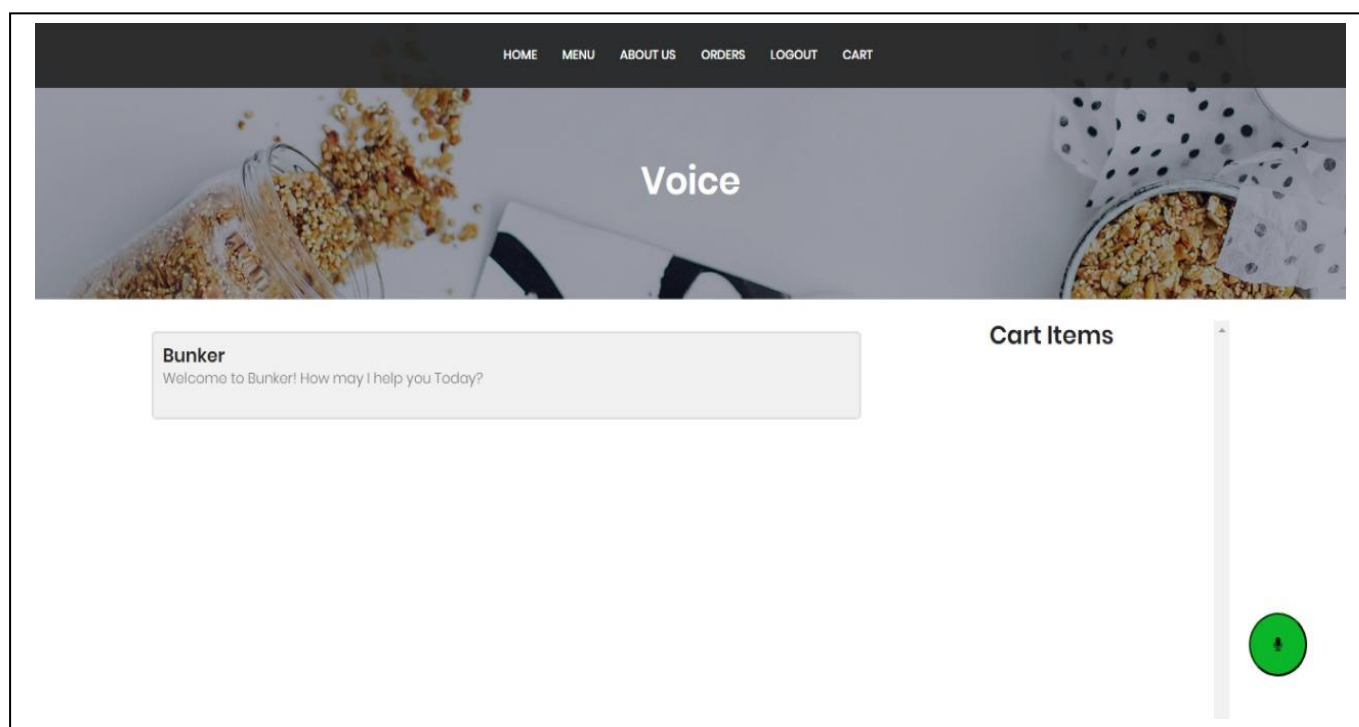 HOME MENU ABOUT US ORDERS LOGOUT CART
Voice
Bunker
Welcome to Bunker! How may I help you Today?
Cart Items